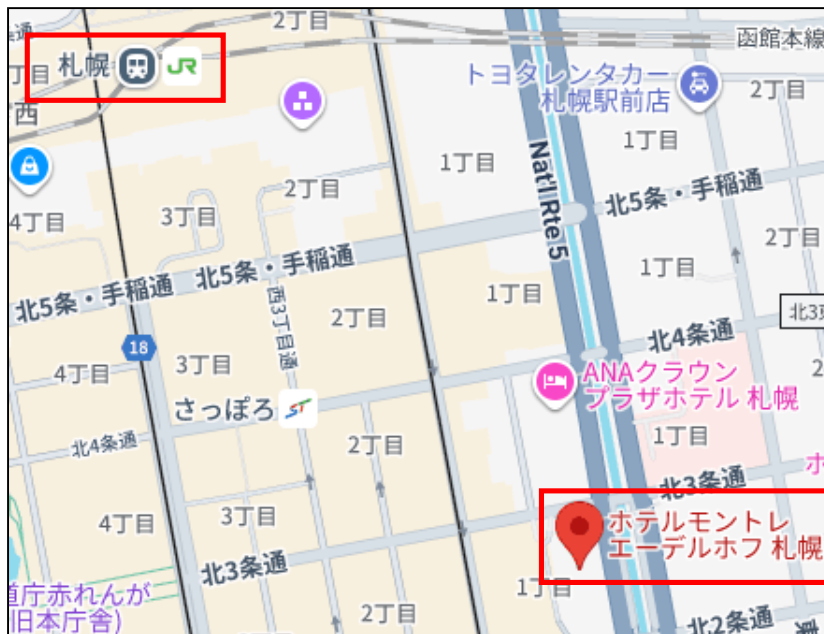 北6条通
2丁目
函館本線
札幌
JR
丁目
西
トヨタレンタカー
札幌駅前店
2丁目
1丁目
1丁目
2丁目
Nat'l Rte 5
北5条・手稲通
4丁目
3丁目
2丁目
1丁目
北5条・手稲通
北5条・手稲通
1丁目
西3丁目通
2丁目
18
北4条通
北3東
4丁目
3丁目
ANAクラウン
プラザホテル 札幌
さっぽろ
ST
2丁目
1丁目
北4条通
北3条通
ホ
4丁目
3丁目
ホテルモントレ
エーデルホフ 札幌
北3条通
1丁目
道庁赤れんが
旧本庁舎)
2丁目
北2条通